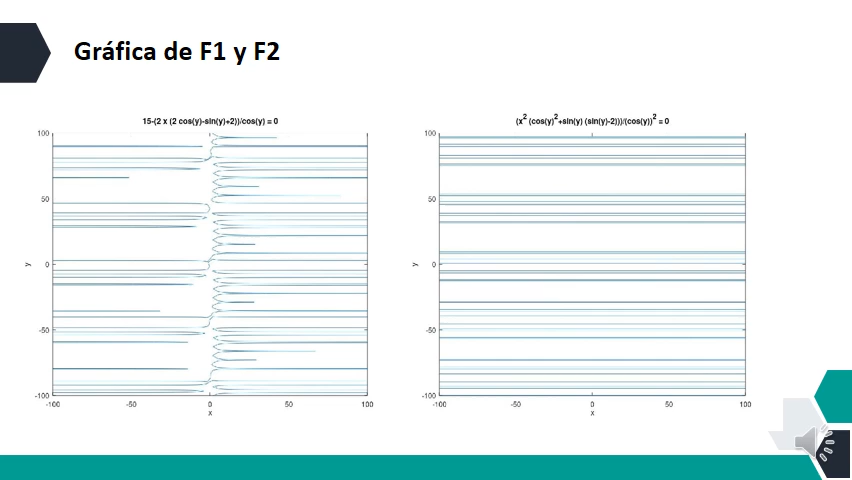 Gráfica de F1 y F2
15-(2 x (2 cos(y)-sin(y)+2))/cos(y) = 0
100
50
0
-50
-100
y
-100
-50
0
50
100
x
(x² (cos(y)²+sin(y) (sin(y)-2)))/(cos(y))² = 0
100
50
0
-50
-100
y
-100
-50
0
50
100
x